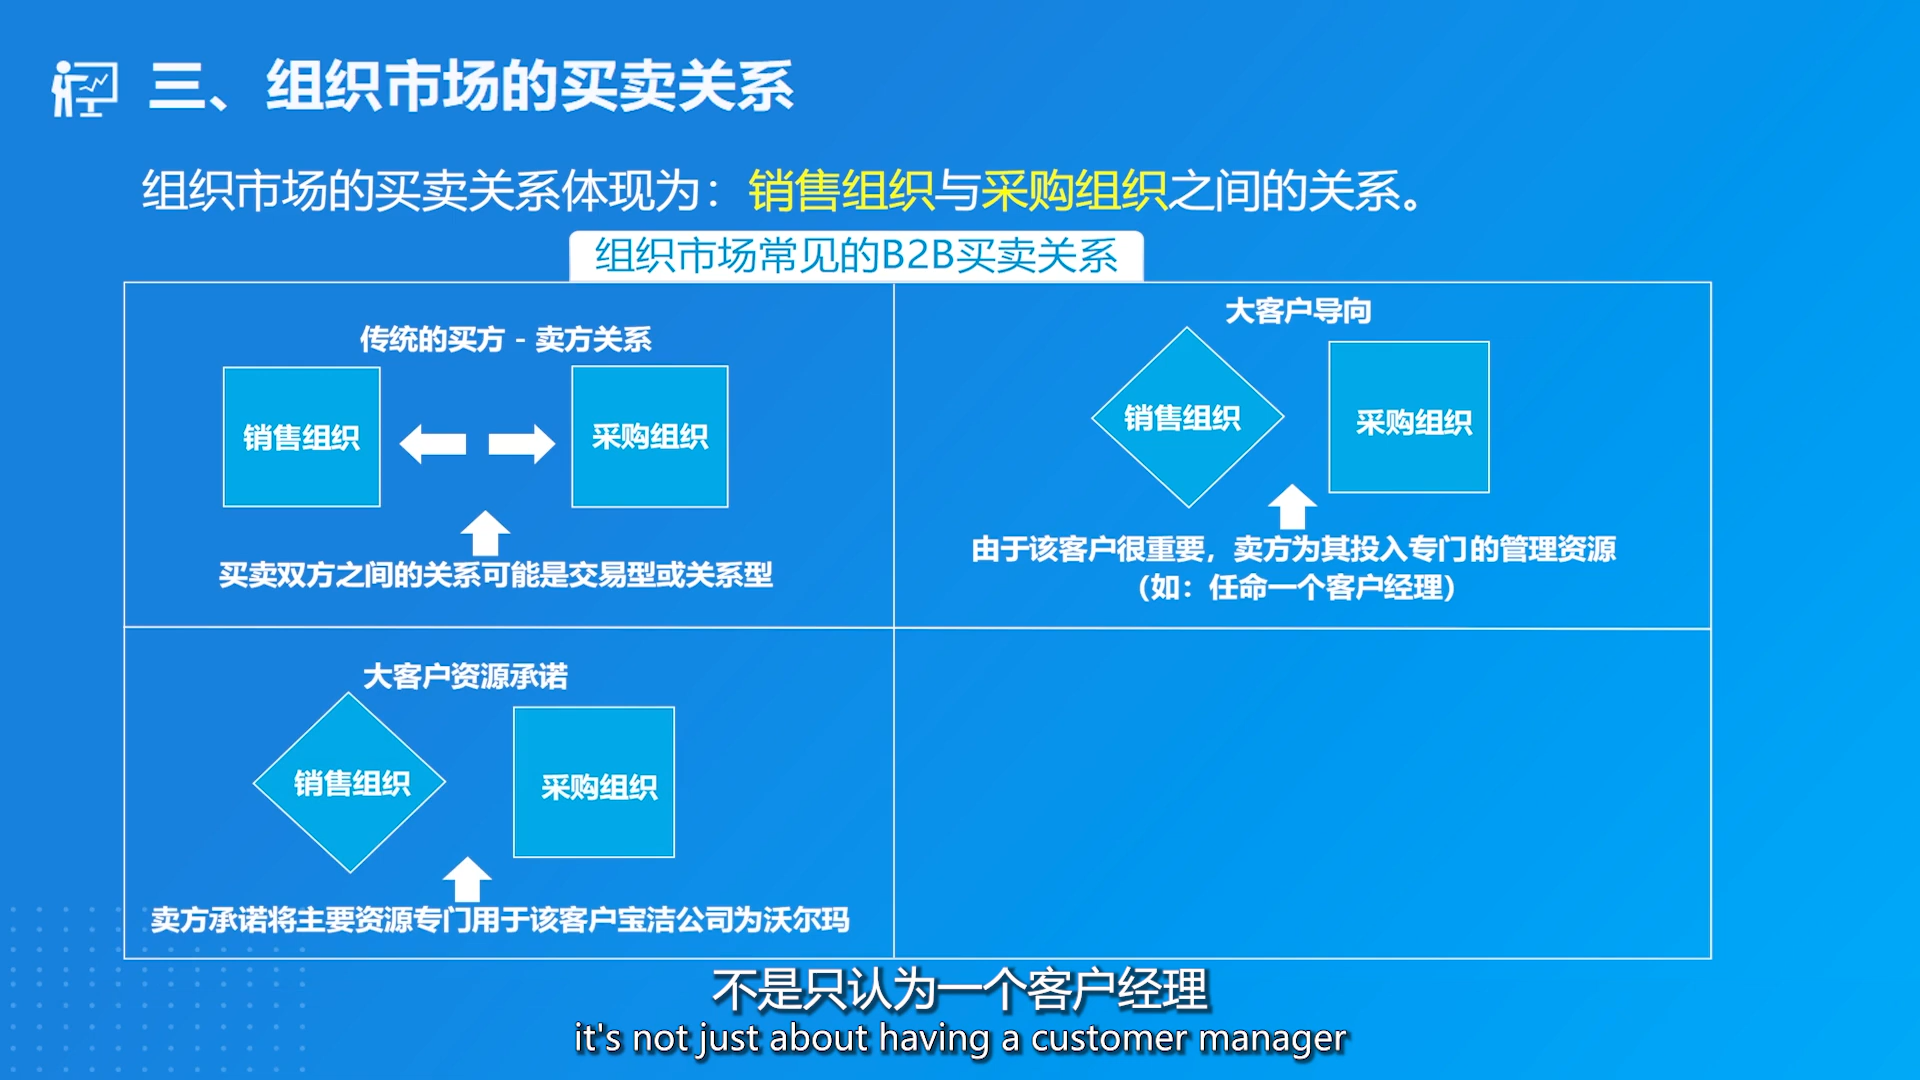 三、组织市场的买卖关系
组织市场的买卖关系体现为：销售组织与采购组织之间的关系。
组织市场常见的B2B买卖关系
传统的买方 - 卖方关系
销售组织
采购组织
买卖双方之间的关系可能是交易型或关系型
大客户导向
销售组织
采购组织
由于该客户很重要，卖方为其投入专门的管理资源
（如：任命一个客户经理）
大客户资源承诺
销售组织
采购组织
卖方承诺将主要资源专门用于该客户宝洁公司为沃尔玛
不是只认为一个客户经理
it's not just about having a customer manager